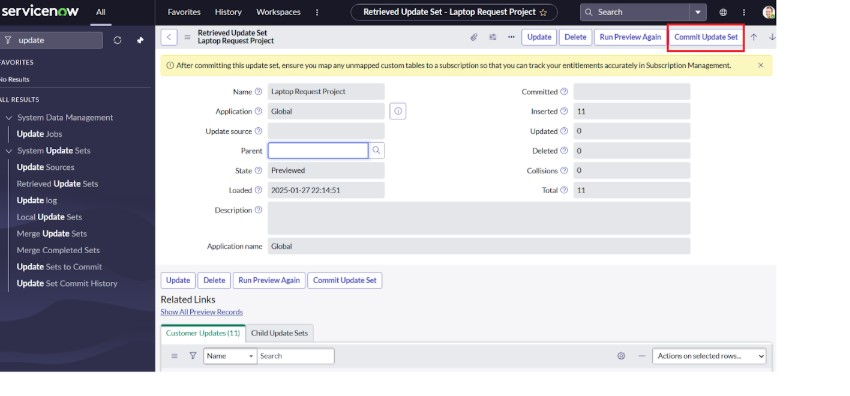 servicenow All Favorites History Workspaces Retrieved Update Set - Laptop Request Project Search
update
Retrieved Update Set
Laptop Request Project
Update Delete Run Preview Again Commit Update Set
After committing this update set, ensure you map any unmapped custom tables to a subscription so that you can track your entitlements accurately in Subscription Management.
AVORITES
No Results
ALL RESULTS
System Data Management
Update Jobs
System Update Sets
Update Sources
Retrieved Update Sets
Update log
Local Update Sets
Merge Update Sets
Merge Completed Sets
Update Sets to Commit
Update Set Commit History
Name Laptop Request Project
Application Global
Update source
Parent
State Previewed
Loaded 2025-01-27 22:14:51
Description
Application name Global
Committed
Inserted 11
Updated 0
Deleted 0
Collisions 0
Total 11
Update Delete Run Preview Again Commit Update Set
Related Links
Show All Preview Records
Customer Updates (11) Child Update Sets
Name Search Actions on selected rows...